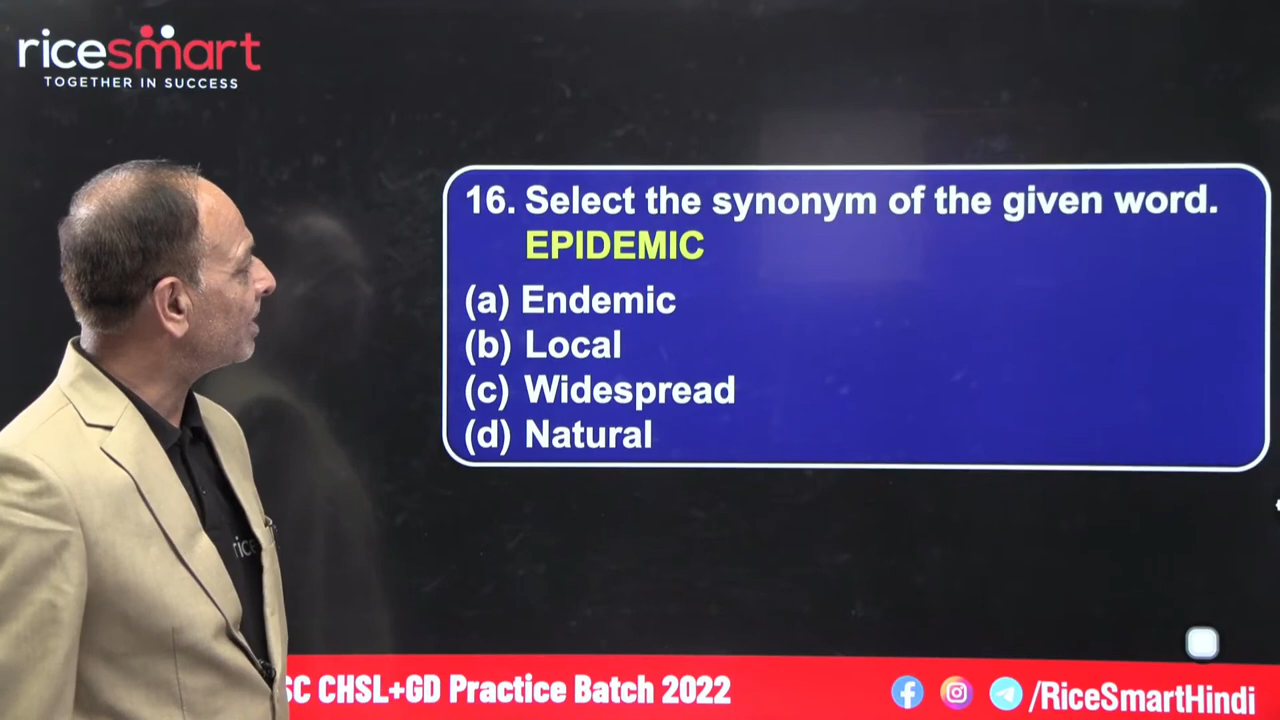 ricesmart
TOGETHER IN SUCCESS
16. Select the synonym of the given word.
EPIDEMIC
(a) Endemic
(b) Local
(c) Widespread
(d) Natural
SC CHSL+GD Practice Batch 2022
/RiceSmartHindi